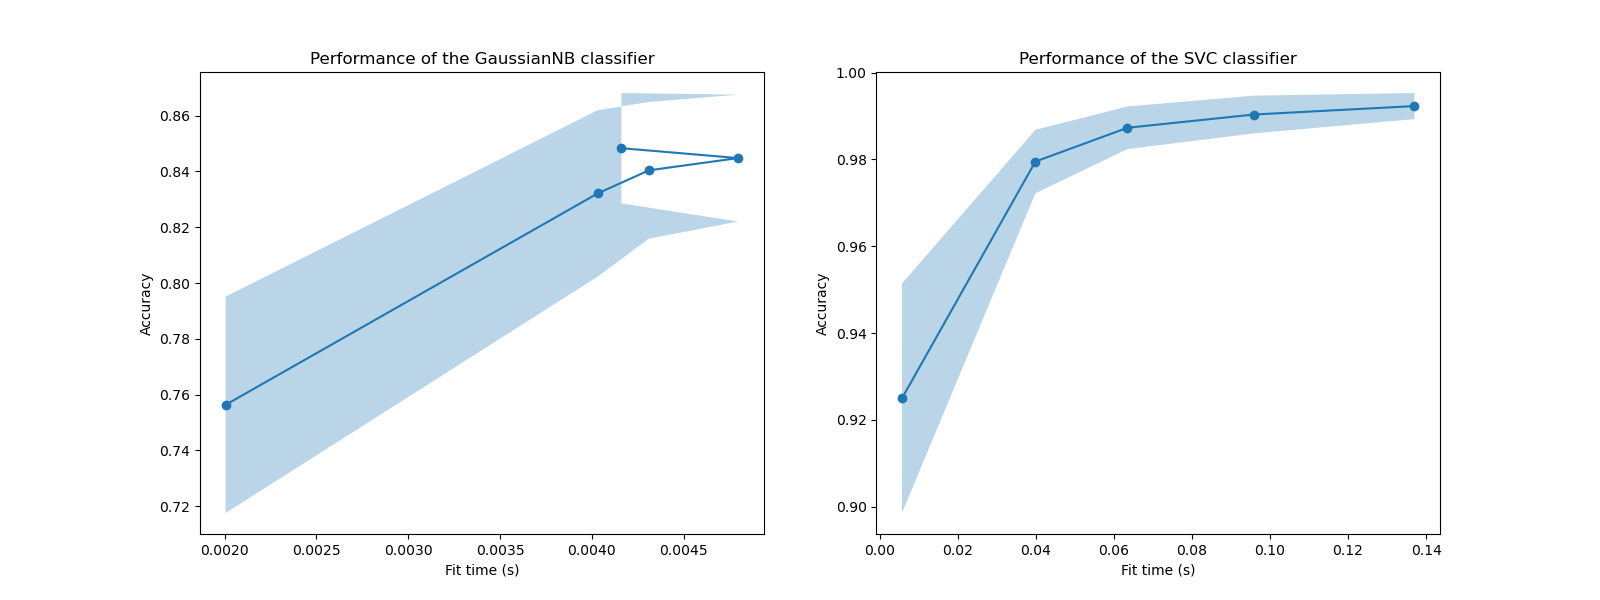 Performance of the GaussianNB classifier
Accuracy
0.86
0.84
0.82
0.80
0.78
0.76
0.74
0.72
0.0020 0.0025 0.0030 0.0035 0.0040 0.0045
Fit time (s)
Performance of the SVC classifier
Accuracy
1.00
0.98
0.96
0.94
0.92
0.90
0.00 0.02 0.04 0.06 0.08 0.10 0.12 0.14
Fit time (s)